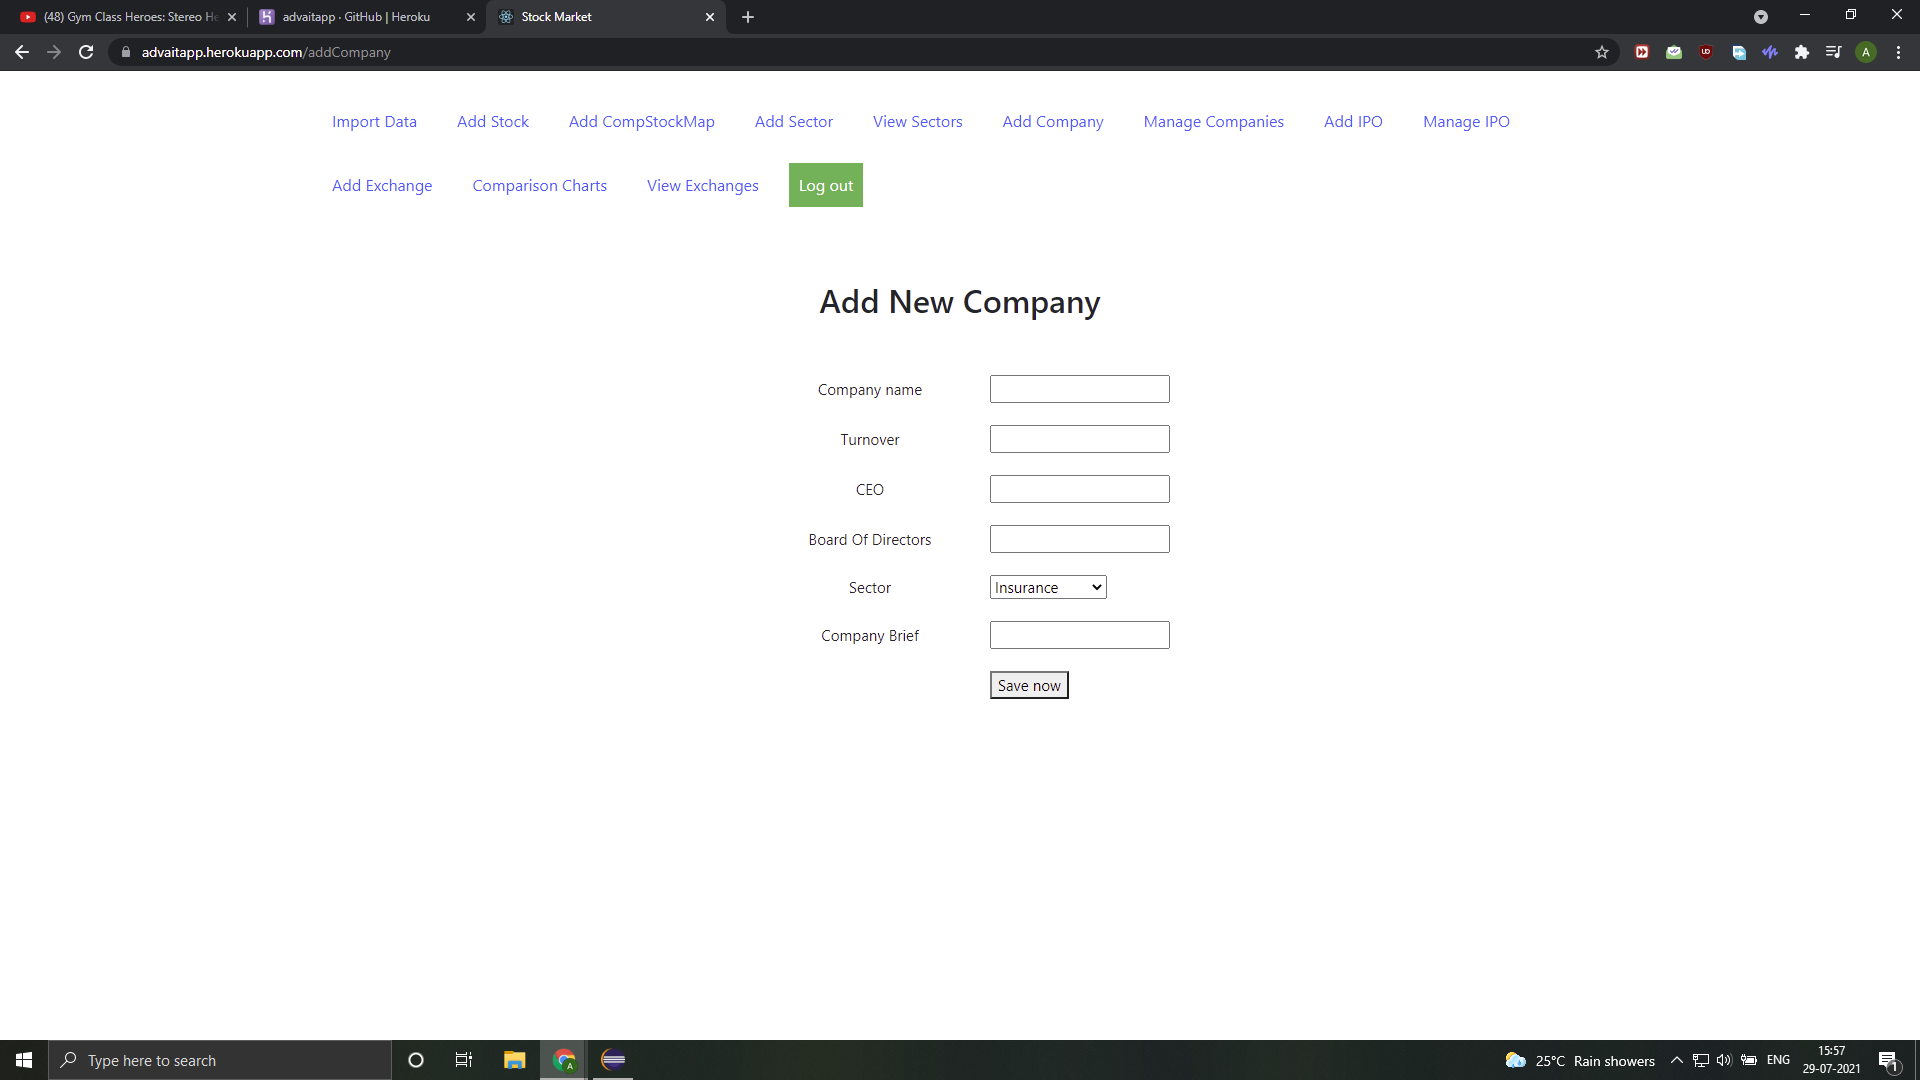 (48) Gym Class Heroes: Stereo He
advaitapp · GitHub | Heroku
Stock Market
advaitapp.herokuapp.com/addCompany
A
Import Data Add Stock Add CompStockMap Add Sector View Sectors Add Company Manage Companies Add IPO Manage IPO
Add Exchange Comparison Charts View Exchanges Log out
Add New Company
Company name
Turnover
CEO
Board Of Directors
Sector Insurance
Company Brief
Save now
Type here to search
25°C Rain showers
ENG
15:57
29-07-2021
1